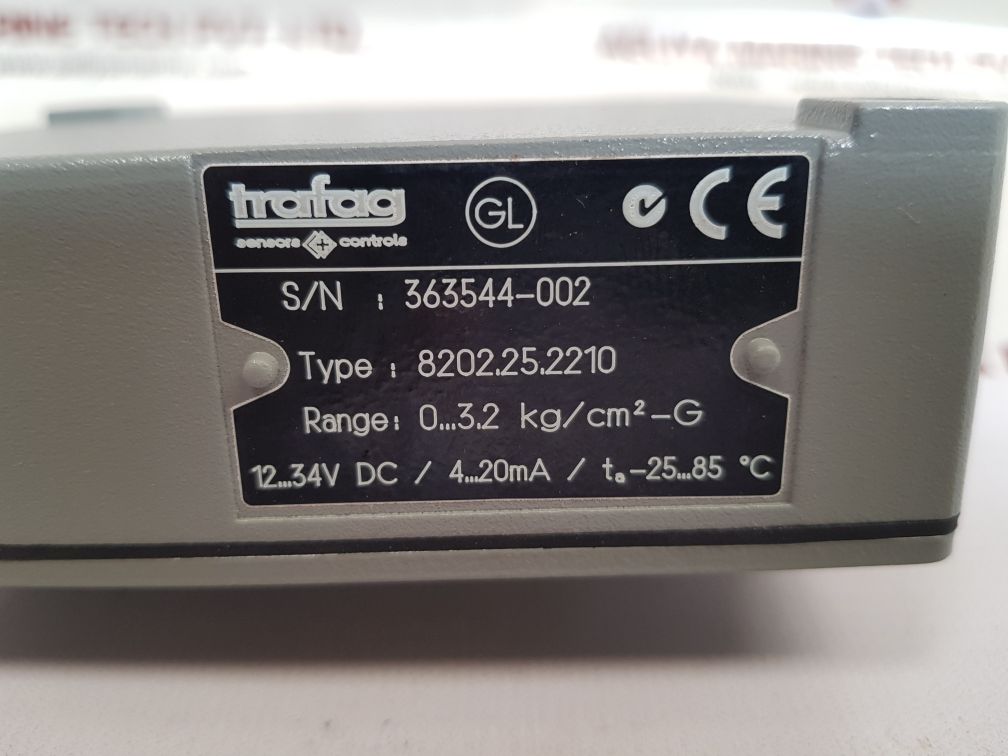 trafag
sensors controls
GL
CE
S/N : 363544-002
Type : 8202.25.2210
Range: 0...3.2 kg/cm²-G
12...34V DC / 4...20mA / tₐ-25...85 °C